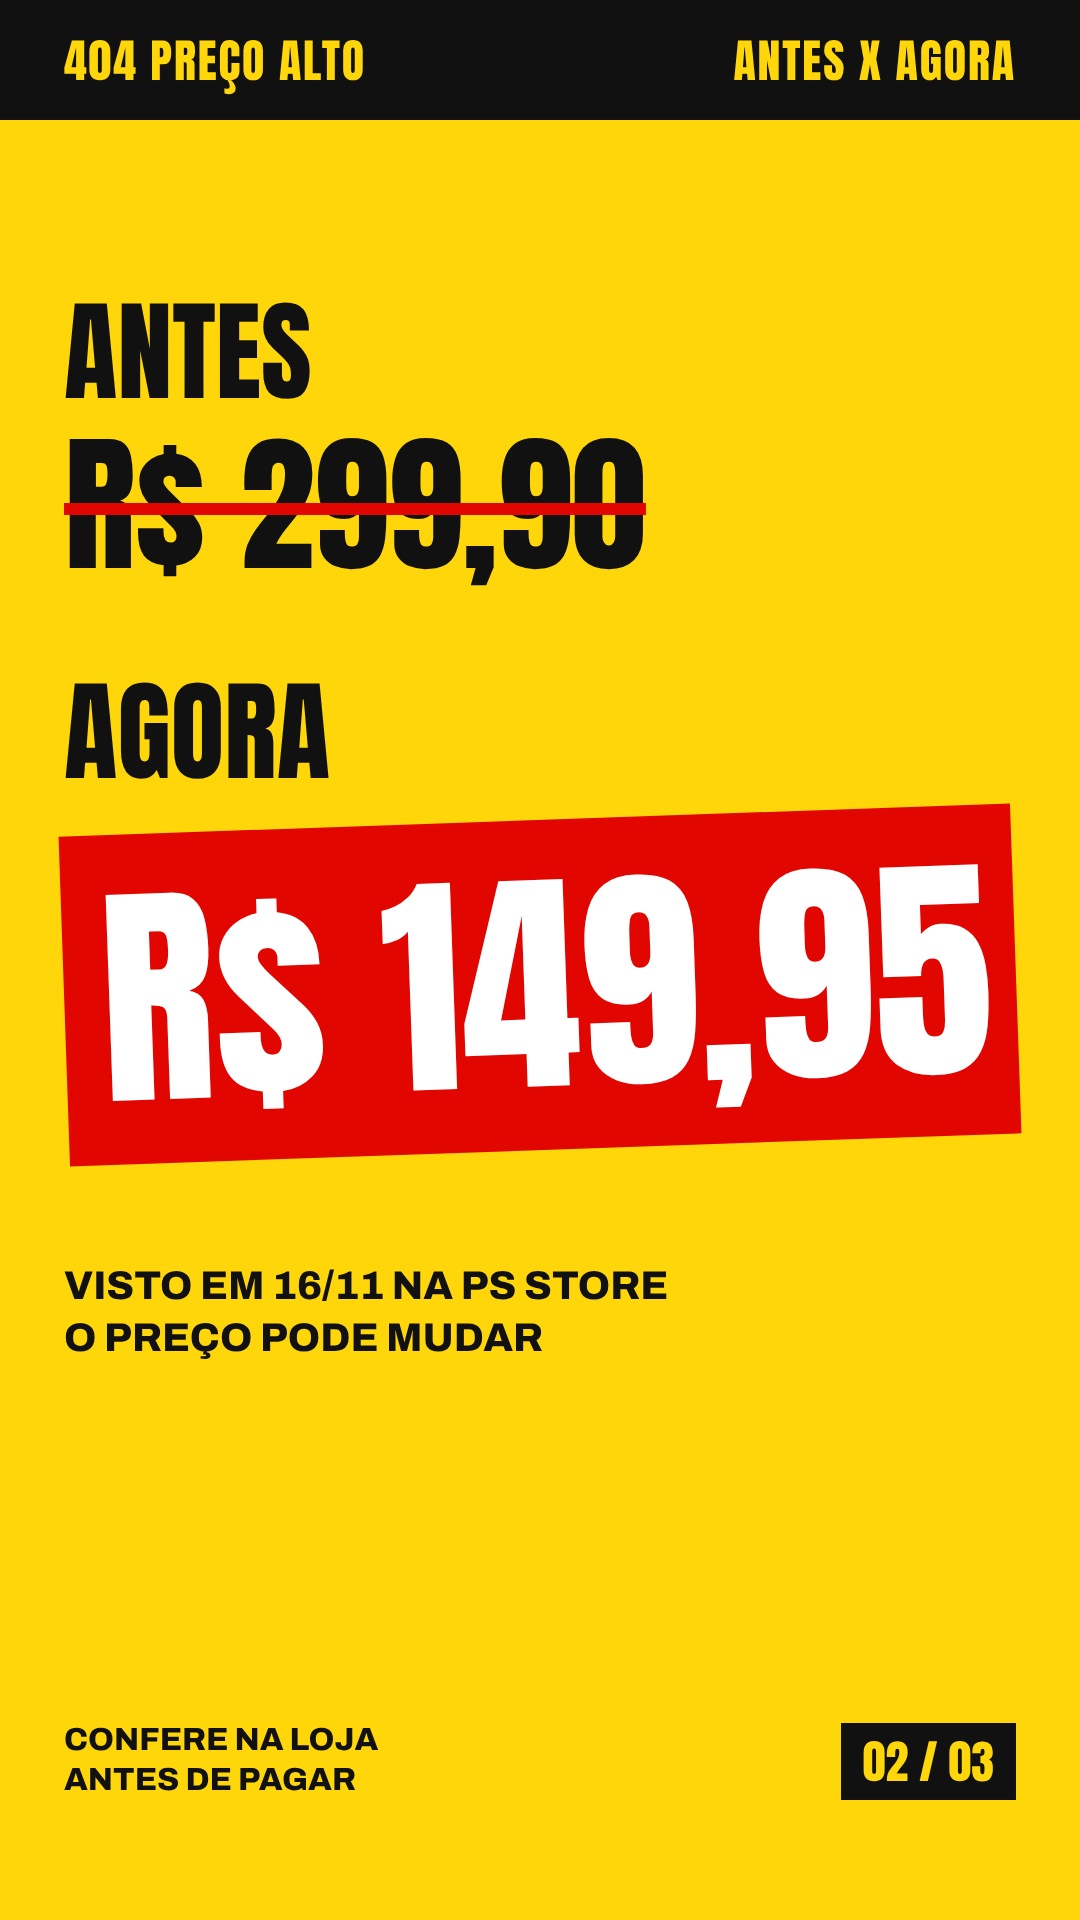 404 PREÇO ALTO
ANTES X AGORA
ANTES
R$ 299,90
AGORA
R$ 149,95
VISTO EM 16/11 NA PS STORE
O PREÇO PODE MUDAR
CONFERE NA LOJA
ANTES DE PAGAR
02 / 03